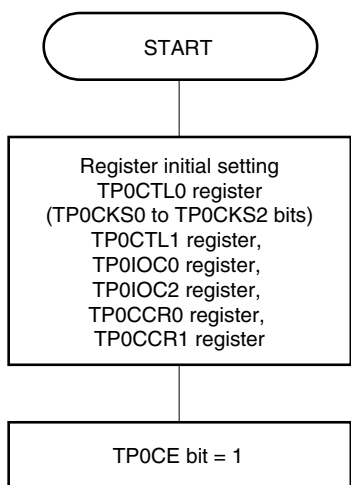 START
Register initial setting
TP0CTL0 register
(TP0CKS0 to TP0CKS2 bits)
TP0CTL1 register,
TP0IOC0 register,
TP0IOC2 register,
TP0CCR0 register,
TP0CCR1 register
TP0CE bit = 1